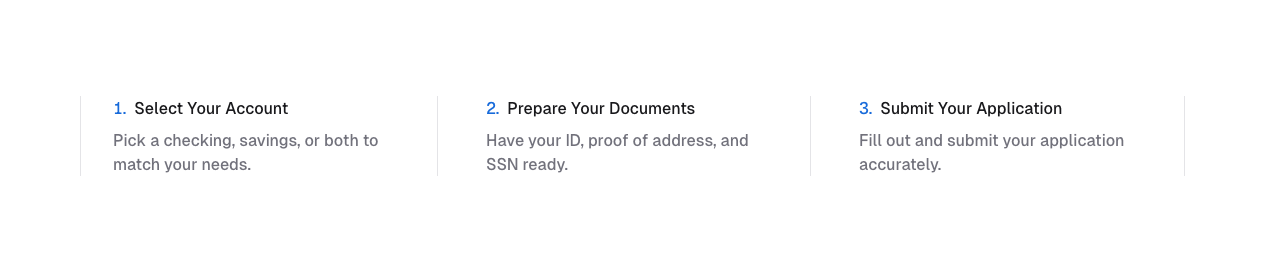 1. Select Your Account
Pick a checking, savings, or both to
match your needs.
2. Prepare Your Documents
Have your ID, proof of address, and
SSN ready.
3. Submit Your Application
Fill out and submit your application
accurately.